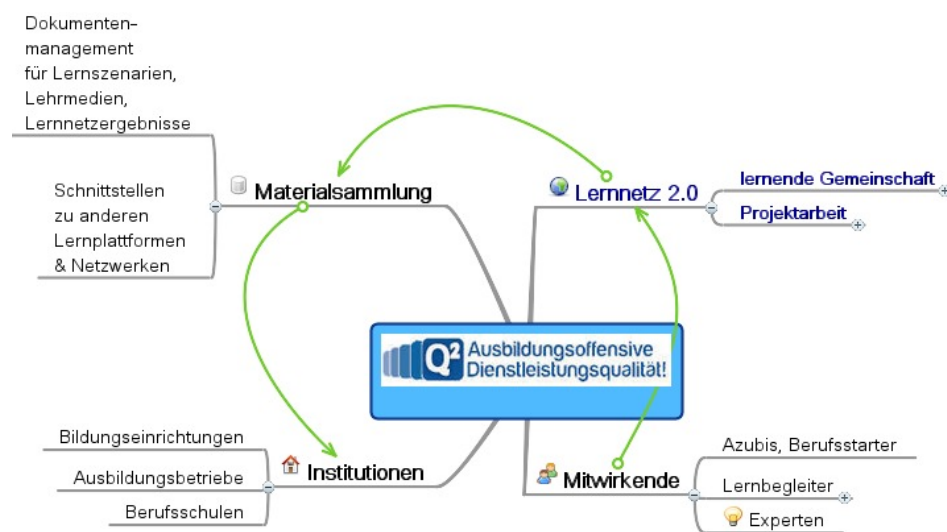 Dokumenten-
management
für Lernszenarien,
Lehrmedien,
Lernnetzergebnisse
Schnittstellen
zu anderen
Lernplattformen
& Netzwerken
Materialsammlung
Lernnetz 2.0
lernende Gemeinschaft
Projektarbeit
Q² Ausbildungsoffensive
Dienstleistungsqualität!
Bildungseinrichtungen
Ausbildungsbetriebe
Berufsschulen
Institutionen
Mitwirkende
Azubis, Berufsstarter
Lernbegleiter
Experten